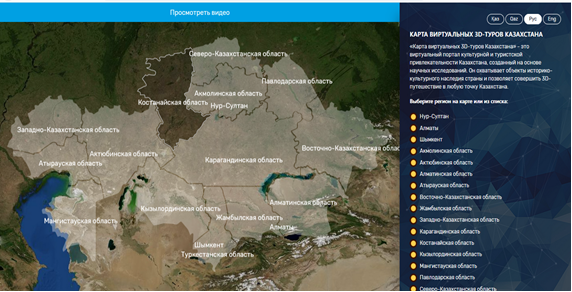 Просмотреть видео
Қаз
Qaz
Рус
Eng
Северо-Казахстанская область
Павлодарская область
Акмолинская область
Костанайская область
Нур-Султан
Западно-Казахстанская область
Актюбинская область
Атырауская область
Карагандинская область
Восточно-Казахстанская облас
Кызылординская область
Алматинская область
Мангистауская область
Жамбылская область
Алматы
Шымкент
Туркестанская область
КАРТА ВИРТУАЛЬНЫХ 3D-ТУРОВ КАЗАХСТАНА
«Карта виртуальных 3D-туров Казахстана» - это
виртуальный портал культурной и туристской
привлекательности Казахстана, созданный на основе
научных исследований. Он охватывает объекты историко-
культурного наследия страны и позволяет совершить 3D-
путешествие в любую точку Казахстана.
Выберите регион на карте или из списка:
Нур-Султан
Алматы
Шымкент
Акмолинская область
Актюбинская область
Алматинская область
Атырауская область
Восточно-Казахстанская область
Жамбылская область
Западно-Казахстанская область
Карагандинская область
Костанайская область
Кызылординская область
Мангистауская область
Павлодарская область
Северо-Казахстанская область